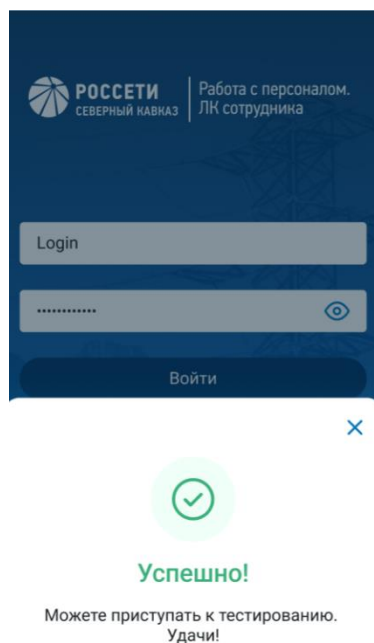 РОССЕТИ
СЕВЕРНЫЙ КАВКАЗ
Работа с персоналом.
ЛК сотрудника
Login
••••••••••••
Войти
Успешно!
Можете приступать к тестированию.
Удачи!